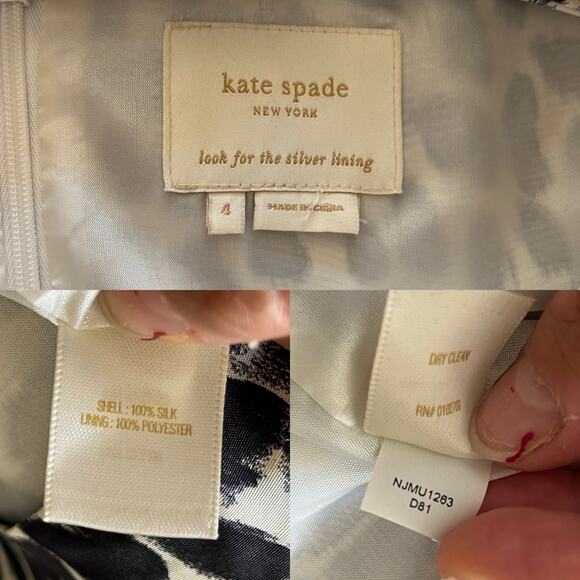 kate spade
NEW YORK
look for the silver lining
4
MADE IN CHINA
SHELL : 100% SILK
LINING : 100% POLYESTER
DRY CLEAN
RN# 0100206
NJMU1263
D81